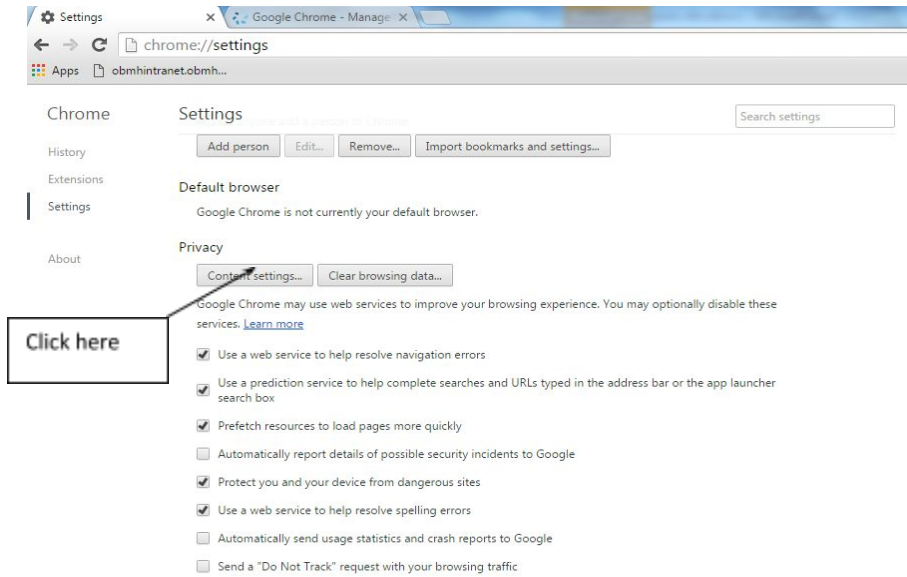 Settings
Google Chrome - Manage
chrome://settings
Apps
obmhintranet.obmh...
Chrome
Settings
Search settings
History
Extensions
Settings
About
Add person
Edit...
Remove...
Import bookmarks and settings...
Default browser
Google Chrome is not currently your default browser.
Privacy
Content settings...
Clear browsing data...
Google Chrome may use web services to improve your browsing experience. You may optionally disable these
services. Learn more
Click here
Use a web service to help resolve navigation errors
Use a prediction service to help complete searches and URLs typed in the address bar or the app launcher
search box
Prefetch resources to load pages more quickly
Automatically report details of possible security incidents to Google
Protect you and your device from dangerous sites
Use a web service to help resolve spelling errors
Automatically send usage statistics and crash reports to Google
Send a "Do Not Track" request with your browsing traffic